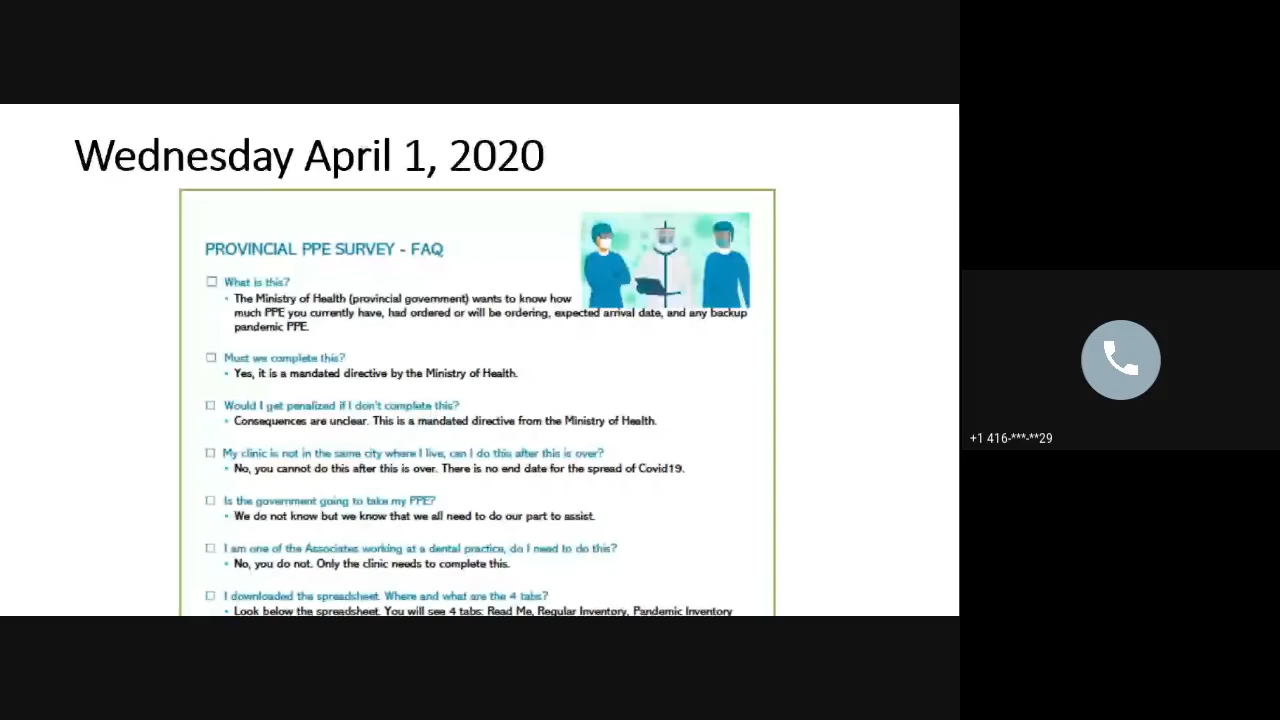 Wednesday April 1, 2020
PROVINCIAL PPE SURVEY - FAQ
☐ What is this?
• The Ministry of Health (provincial government) wants to know how
much PPE you currently have, had ordered or will be ordering, expected arrival date, and any backup
pandemic PPE.
☐ Must we complete this?
• Yes, it is a mandated directive by the Ministry of Health.
☐ Would I get penalized if I don't complete this?
• Consequences are unclear. This is a mandated directive from the Ministry of Health.
☐ My clinic is not in the same city where I live, can I do this after this is over?
• No, you cannot do this after this is over. There is no end date for the spread of Covid19.
☐ Is the government going to take my PPE?
• We do not know but we know that we all need to do our part to assist.
☐ I am one of the Associates working at a dental practice, do I need to do this?
• No, you do not. Only the clinic needs to complete this.
☐ I downloaded the spreadsheet. Where and what are the 4 tabs?
• Look below the spreadsheet. You will see 4 tabs: Read Me, Regular Inventory, Pandemic Inventory
+1 416-***-**29